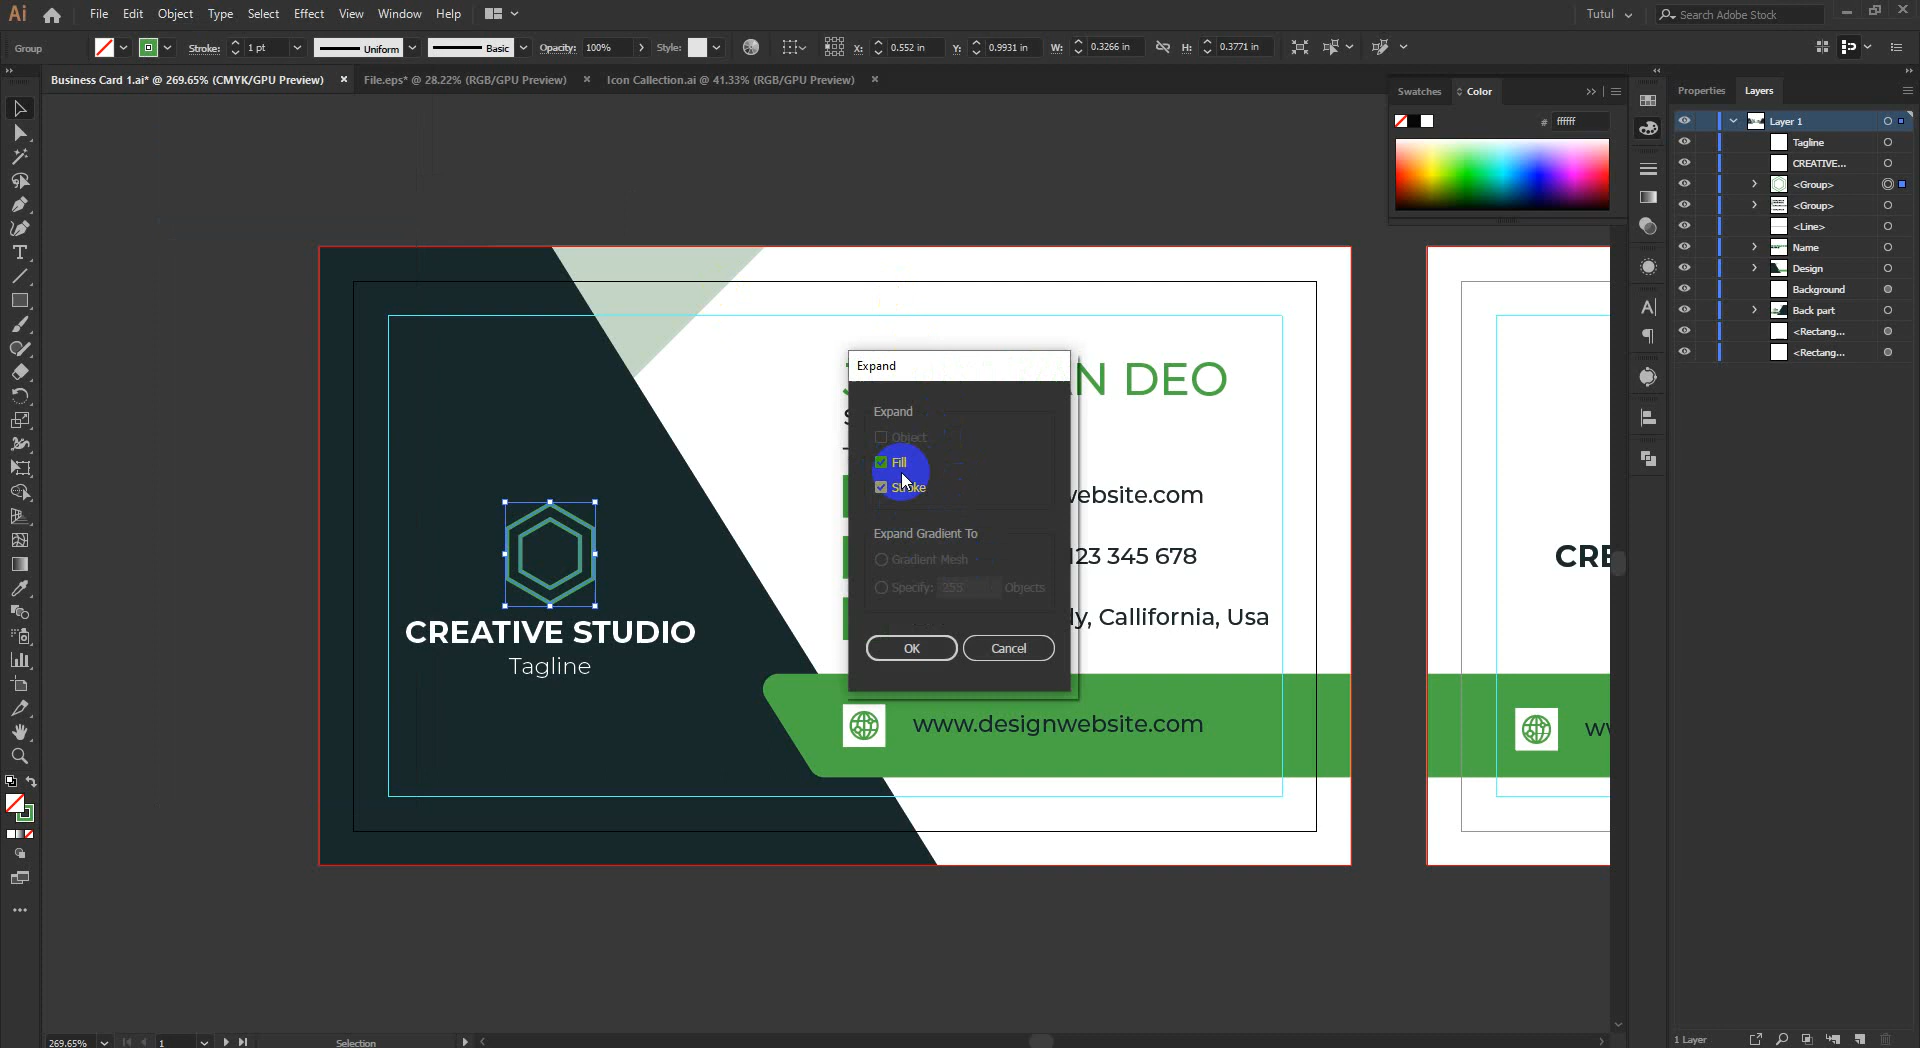 Ai File Edit Object Type Select Effect View Window Help Tutul Search Adobe Stock
Group Stroke: 1 pt Uniform Basic Opacity: 100% Style: X: 0.552 in Y: 0.9931 in W: 0.3266 in H: 0.3771 in
Business Card 1.ai* @ 269.65% (CMYK/GPU Preview) × File.eps* @ 28.22% (RGB/GPU Preview) × Icon Collection.ai @ 41.33% (RGB/GPU Preview) ×
Swatches Color
# ffffff
Properties Layers
Layer 1
Tagline
CREATIVE...
<Group>
<Group>
<Line>
Name
Design
Background
Back part
<Rectang...
<Rectang...
Expand
Expand
Object
Fill
Stroke
Expand Gradient To
Gradient Mesh
Specify: 255 Objects
OK Cancel
N DEO
website.com
123 345 678
dy, Callifornia, Usa
www.designwebsite.com
CREATIVE STUDIO
Tagline
CRE
269.65% 1 Selection
1 Layer